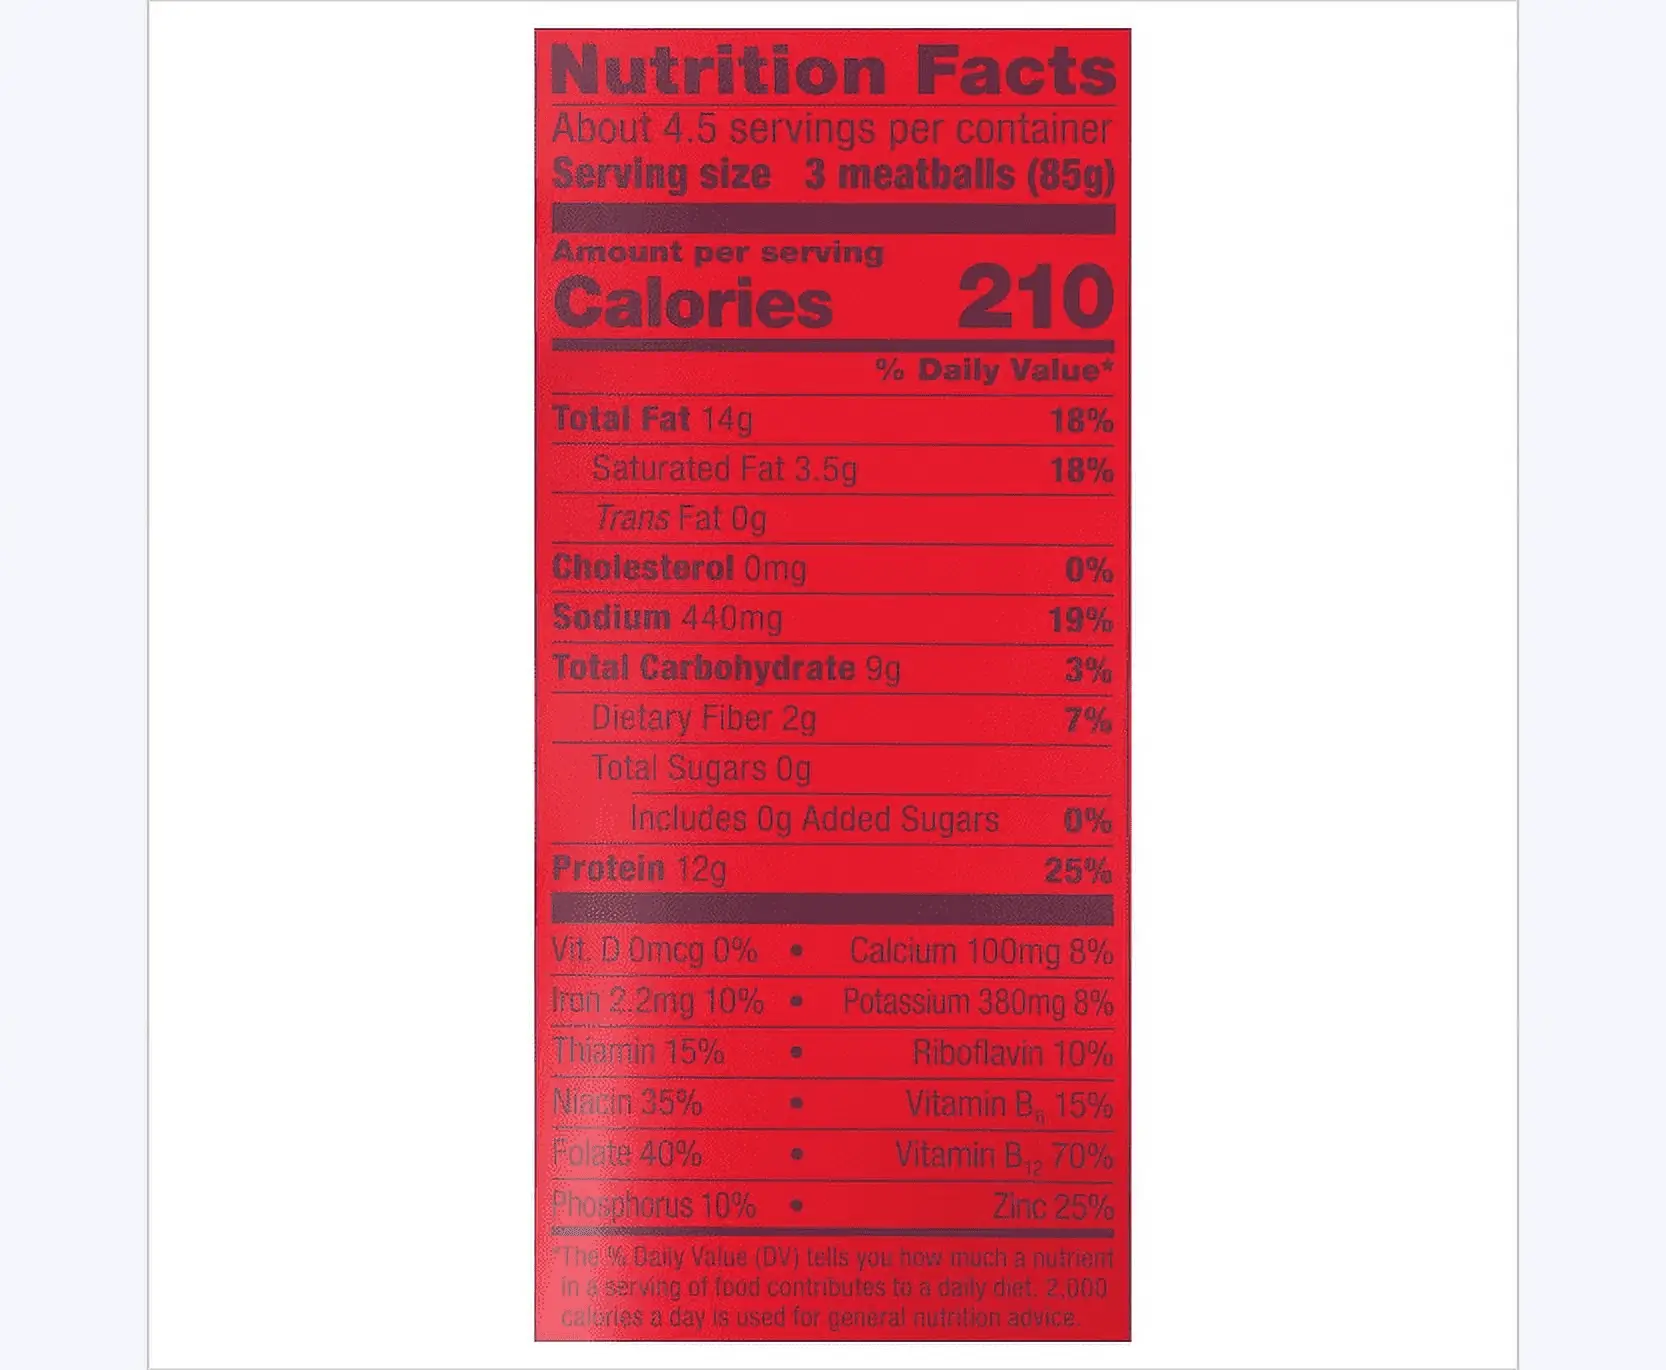 Nutrition Facts
About 4.5 servings per container
Serving size 3 meatballs (85g)
Amount per serving
Calories 210
% Daily Value*
Total Fat 14g 18%
Saturated Fat 3.5g 18%
Trans Fat 0g
Cholesterol 0mg 0%
Sodium 440mg 19%
Total Carbohydrate 9g 3%
Dietary Fiber 2g 7%
Total Sugars 0g
Includes 0g Added Sugars 0%
Protein 12g 25%
Vit. D 0mcg 0% • Calcium 100mg 8%
Iron 2.2mg 10% • Potassium 380mg 8%
Thiamin 15% • Riboflavin 10%
Niacin 35% • Vitamin B6 15%
Folate 40% • Vitamin B12 70%
Phosphorus 10% • Zinc 25%
*The % Daily Value (DV) tells you how much a nutrient
in a serving of food contributes to a daily diet. 2,000
calories a day is used for general nutrition advice.